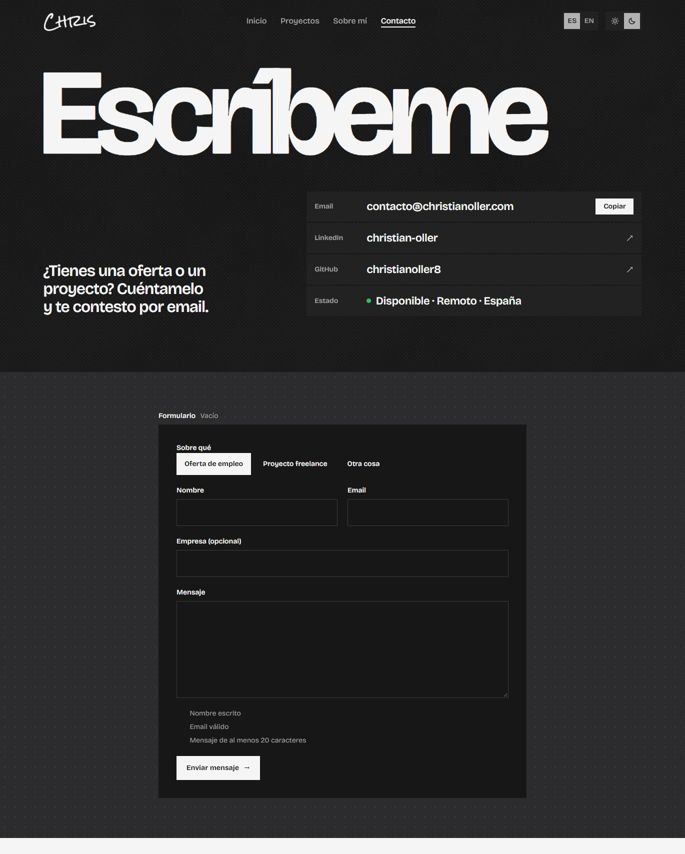 CHRIS
Inicio Proyectos Sobre mí Contacto
ES EN
Escríbeme
Email contacto@christianoller.com Copiar
LinkedIn christian-oller ↗
GitHub christianoller8 ↗
Estado Disponible · Remoto · España
¿Tienes una oferta o un
proyecto? Cuéntamelo
y te contesto por email.
Formulario Vacío
Sobre qué
Oferta de empleo Proyecto freelance Otra cosa
Nombre Email
Empresa (opcional)
Mensaje
Nombre escrito
Email válido
Mensaje de al menos 20 caracteres
Enviar mensaje →